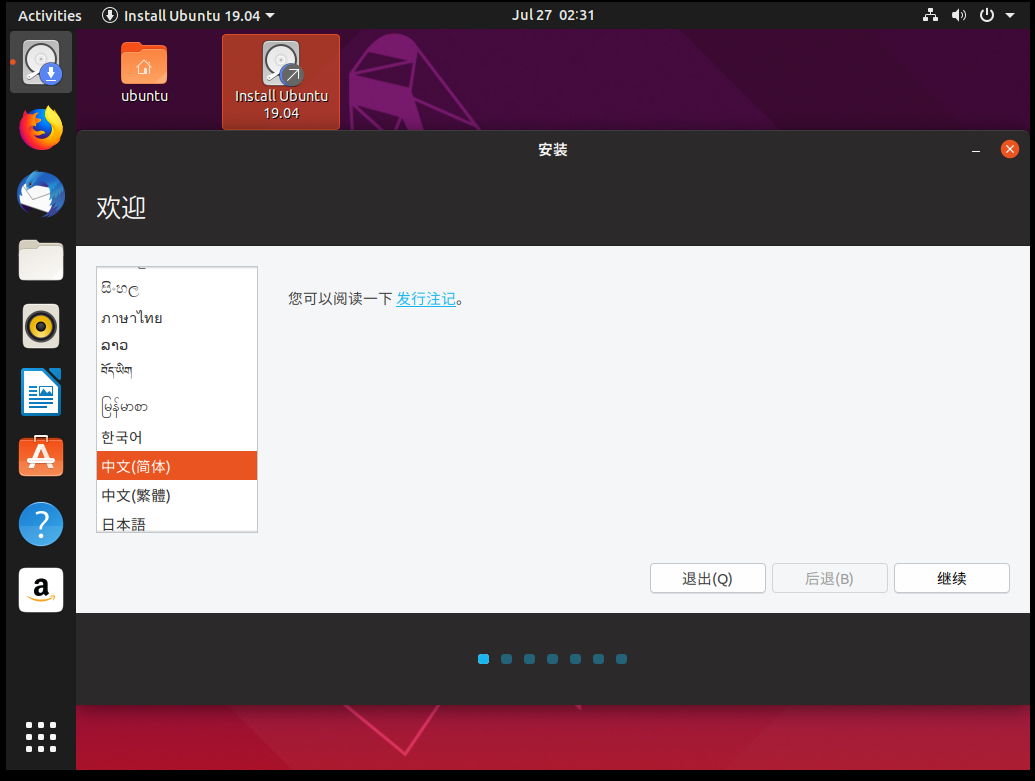 Activities
Install Ubuntu 19.04
Jul 27 02:31
ubuntu
Install Ubuntu
19.04
安装
欢迎
සිංහල
ภาษาไทย
ລາວ
བོད་ཡིག
မြန်မာစာ
한국어
中文(简体)
中文(繁體)
日本語
您可以阅读一下 发行注记。
退出(Q)
后退(B)
继续
?
a